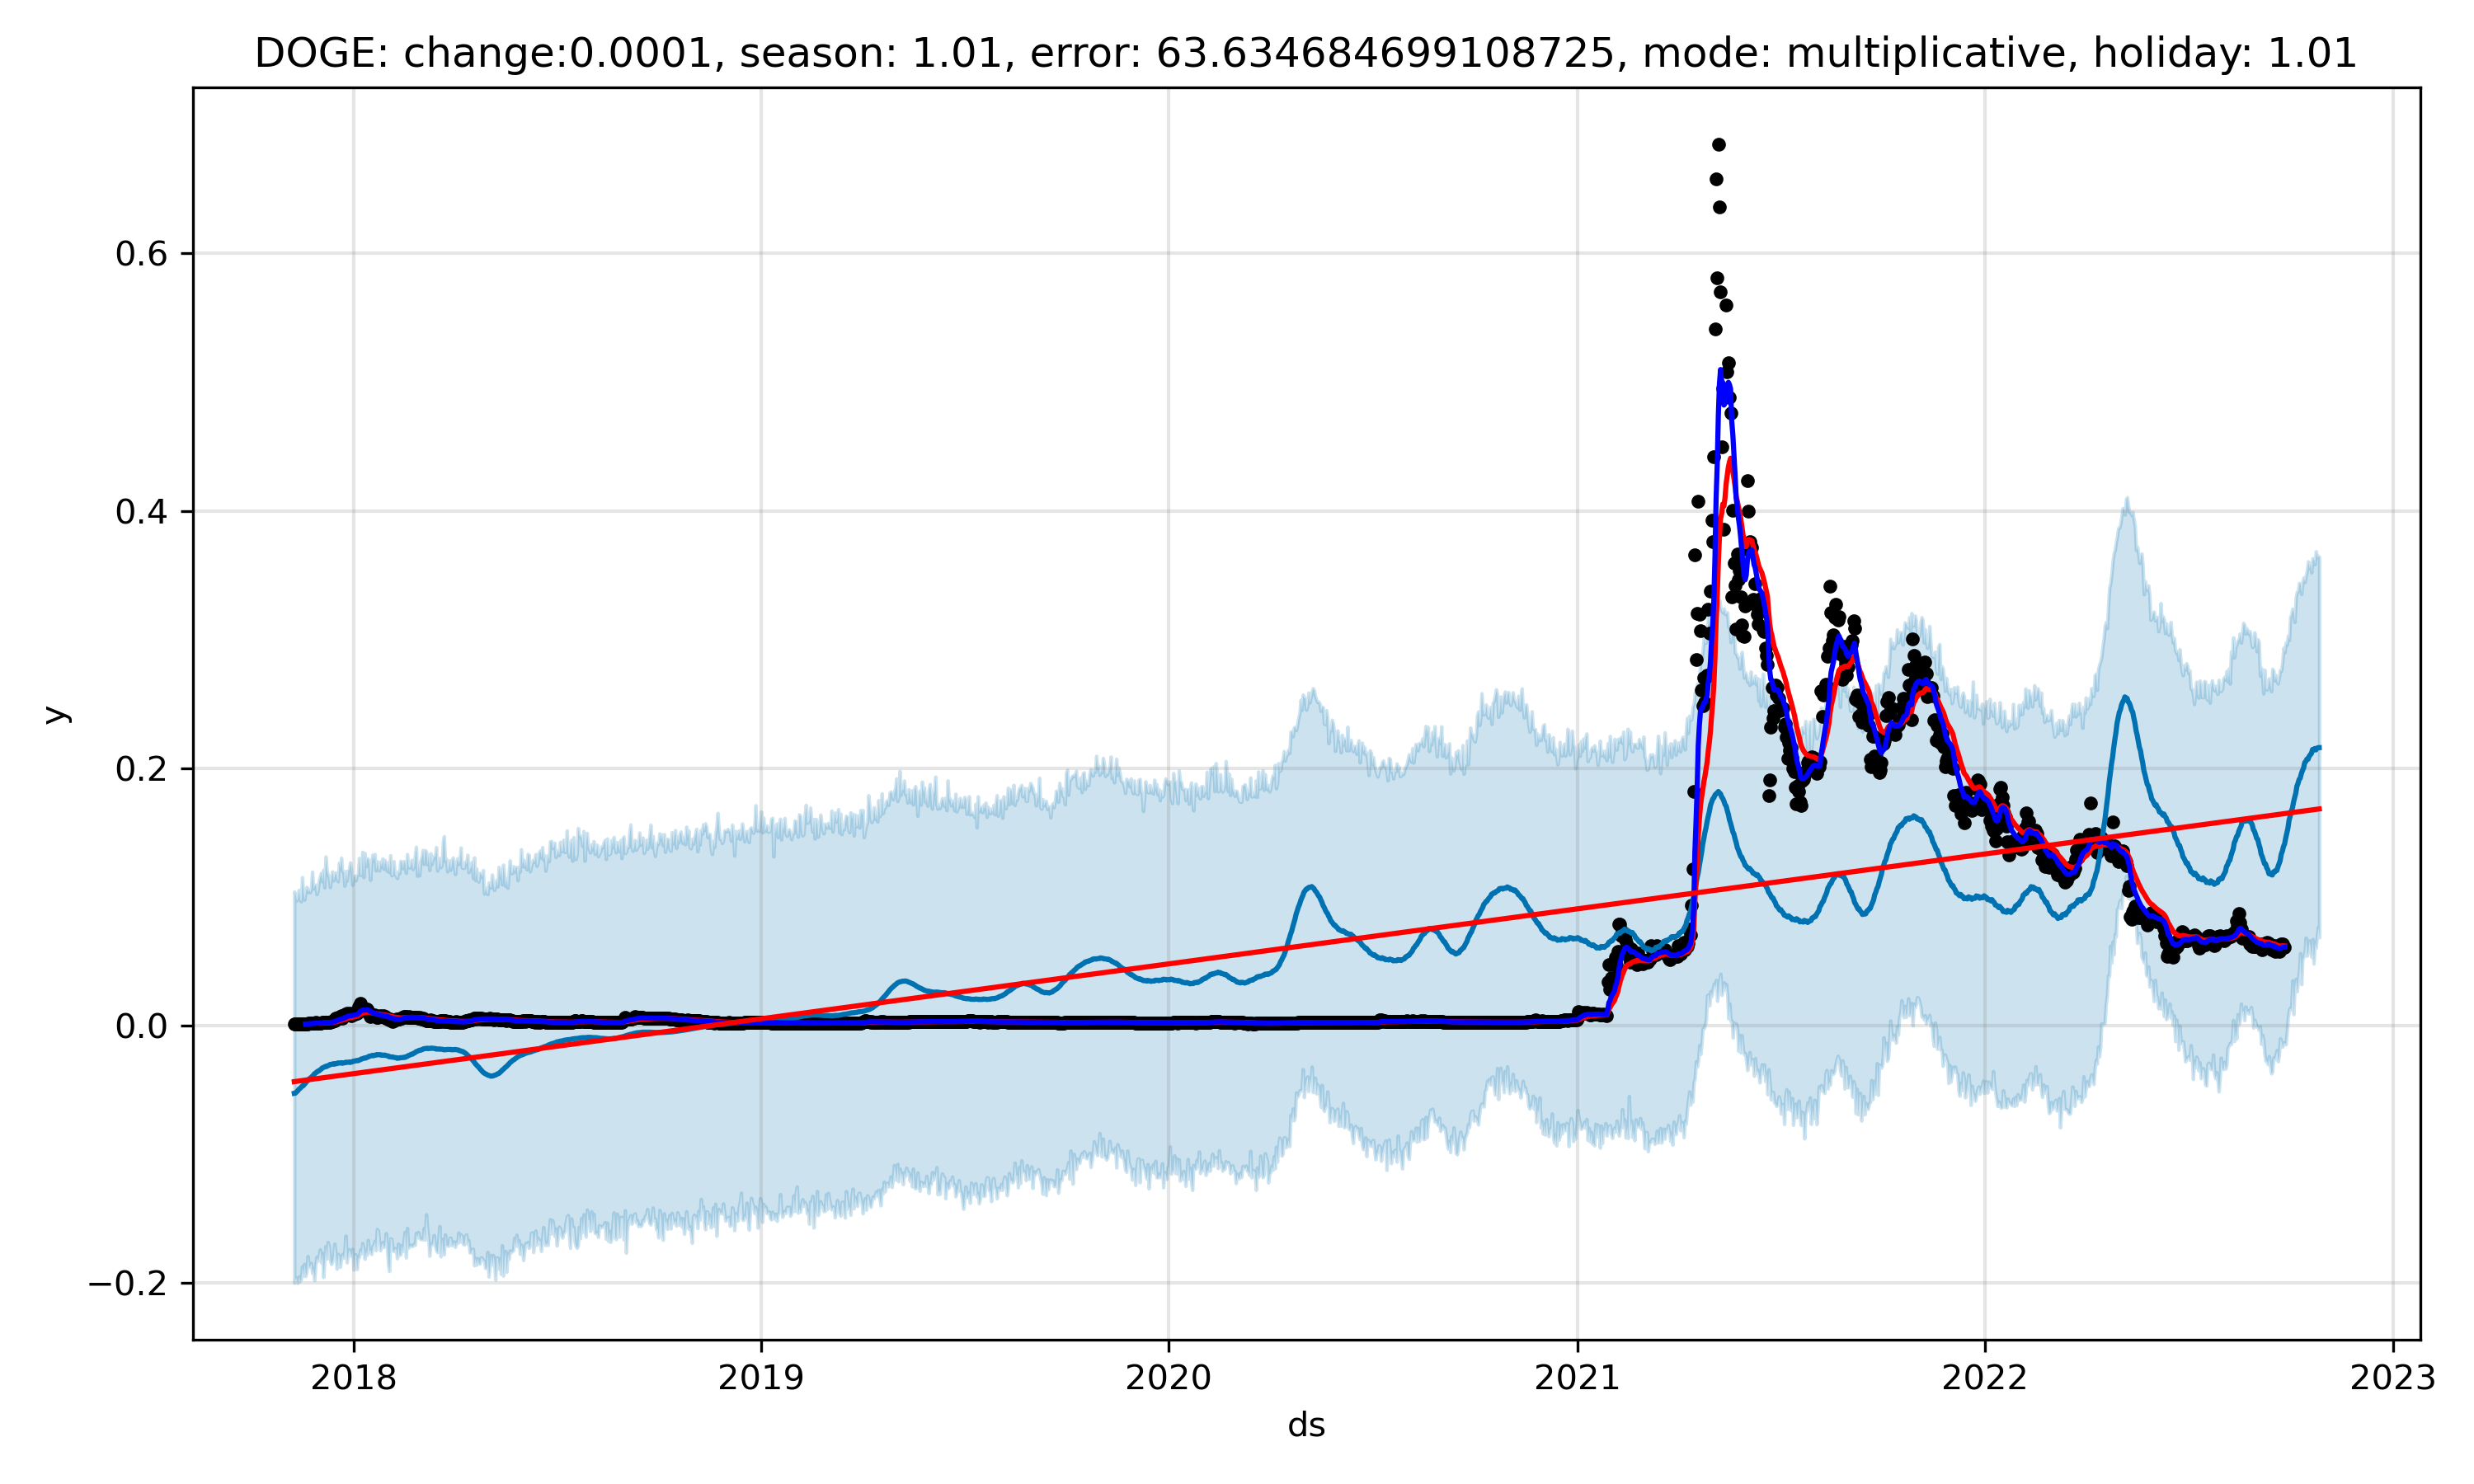 DOGE: change:0.0001, season: 1.01, error: 63.634684699108725, mode: multiplicative, holiday: 1.01
y
0.6
0.4
0.2
0.0
−0.2
2018 2019 2020 2021 2022 2023
ds